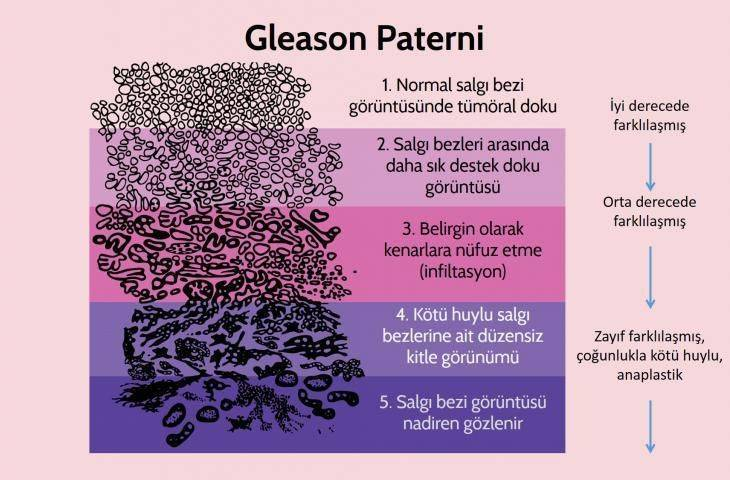 Gleason Paterni
1. Normal salgı bezi
görüntüsünde tümöral doku
2. Salgı bezleri arasında
daha sık destek doku
görüntüsü
3. Belirgin olarak
kenarlara nüfuz etme
(infiltasyon)
4. Kötü huylu salgı
bezlerine ait düzensiz
kitle görünümü
5. Salgı bezi görüntüsü
nadiren gözlenir
İyi derecede
farklılaşmış
Orta derecede
farklılaşmış
Zayıf farklılaşmış,
çoğunlukla kötü huylu,
anaplastik